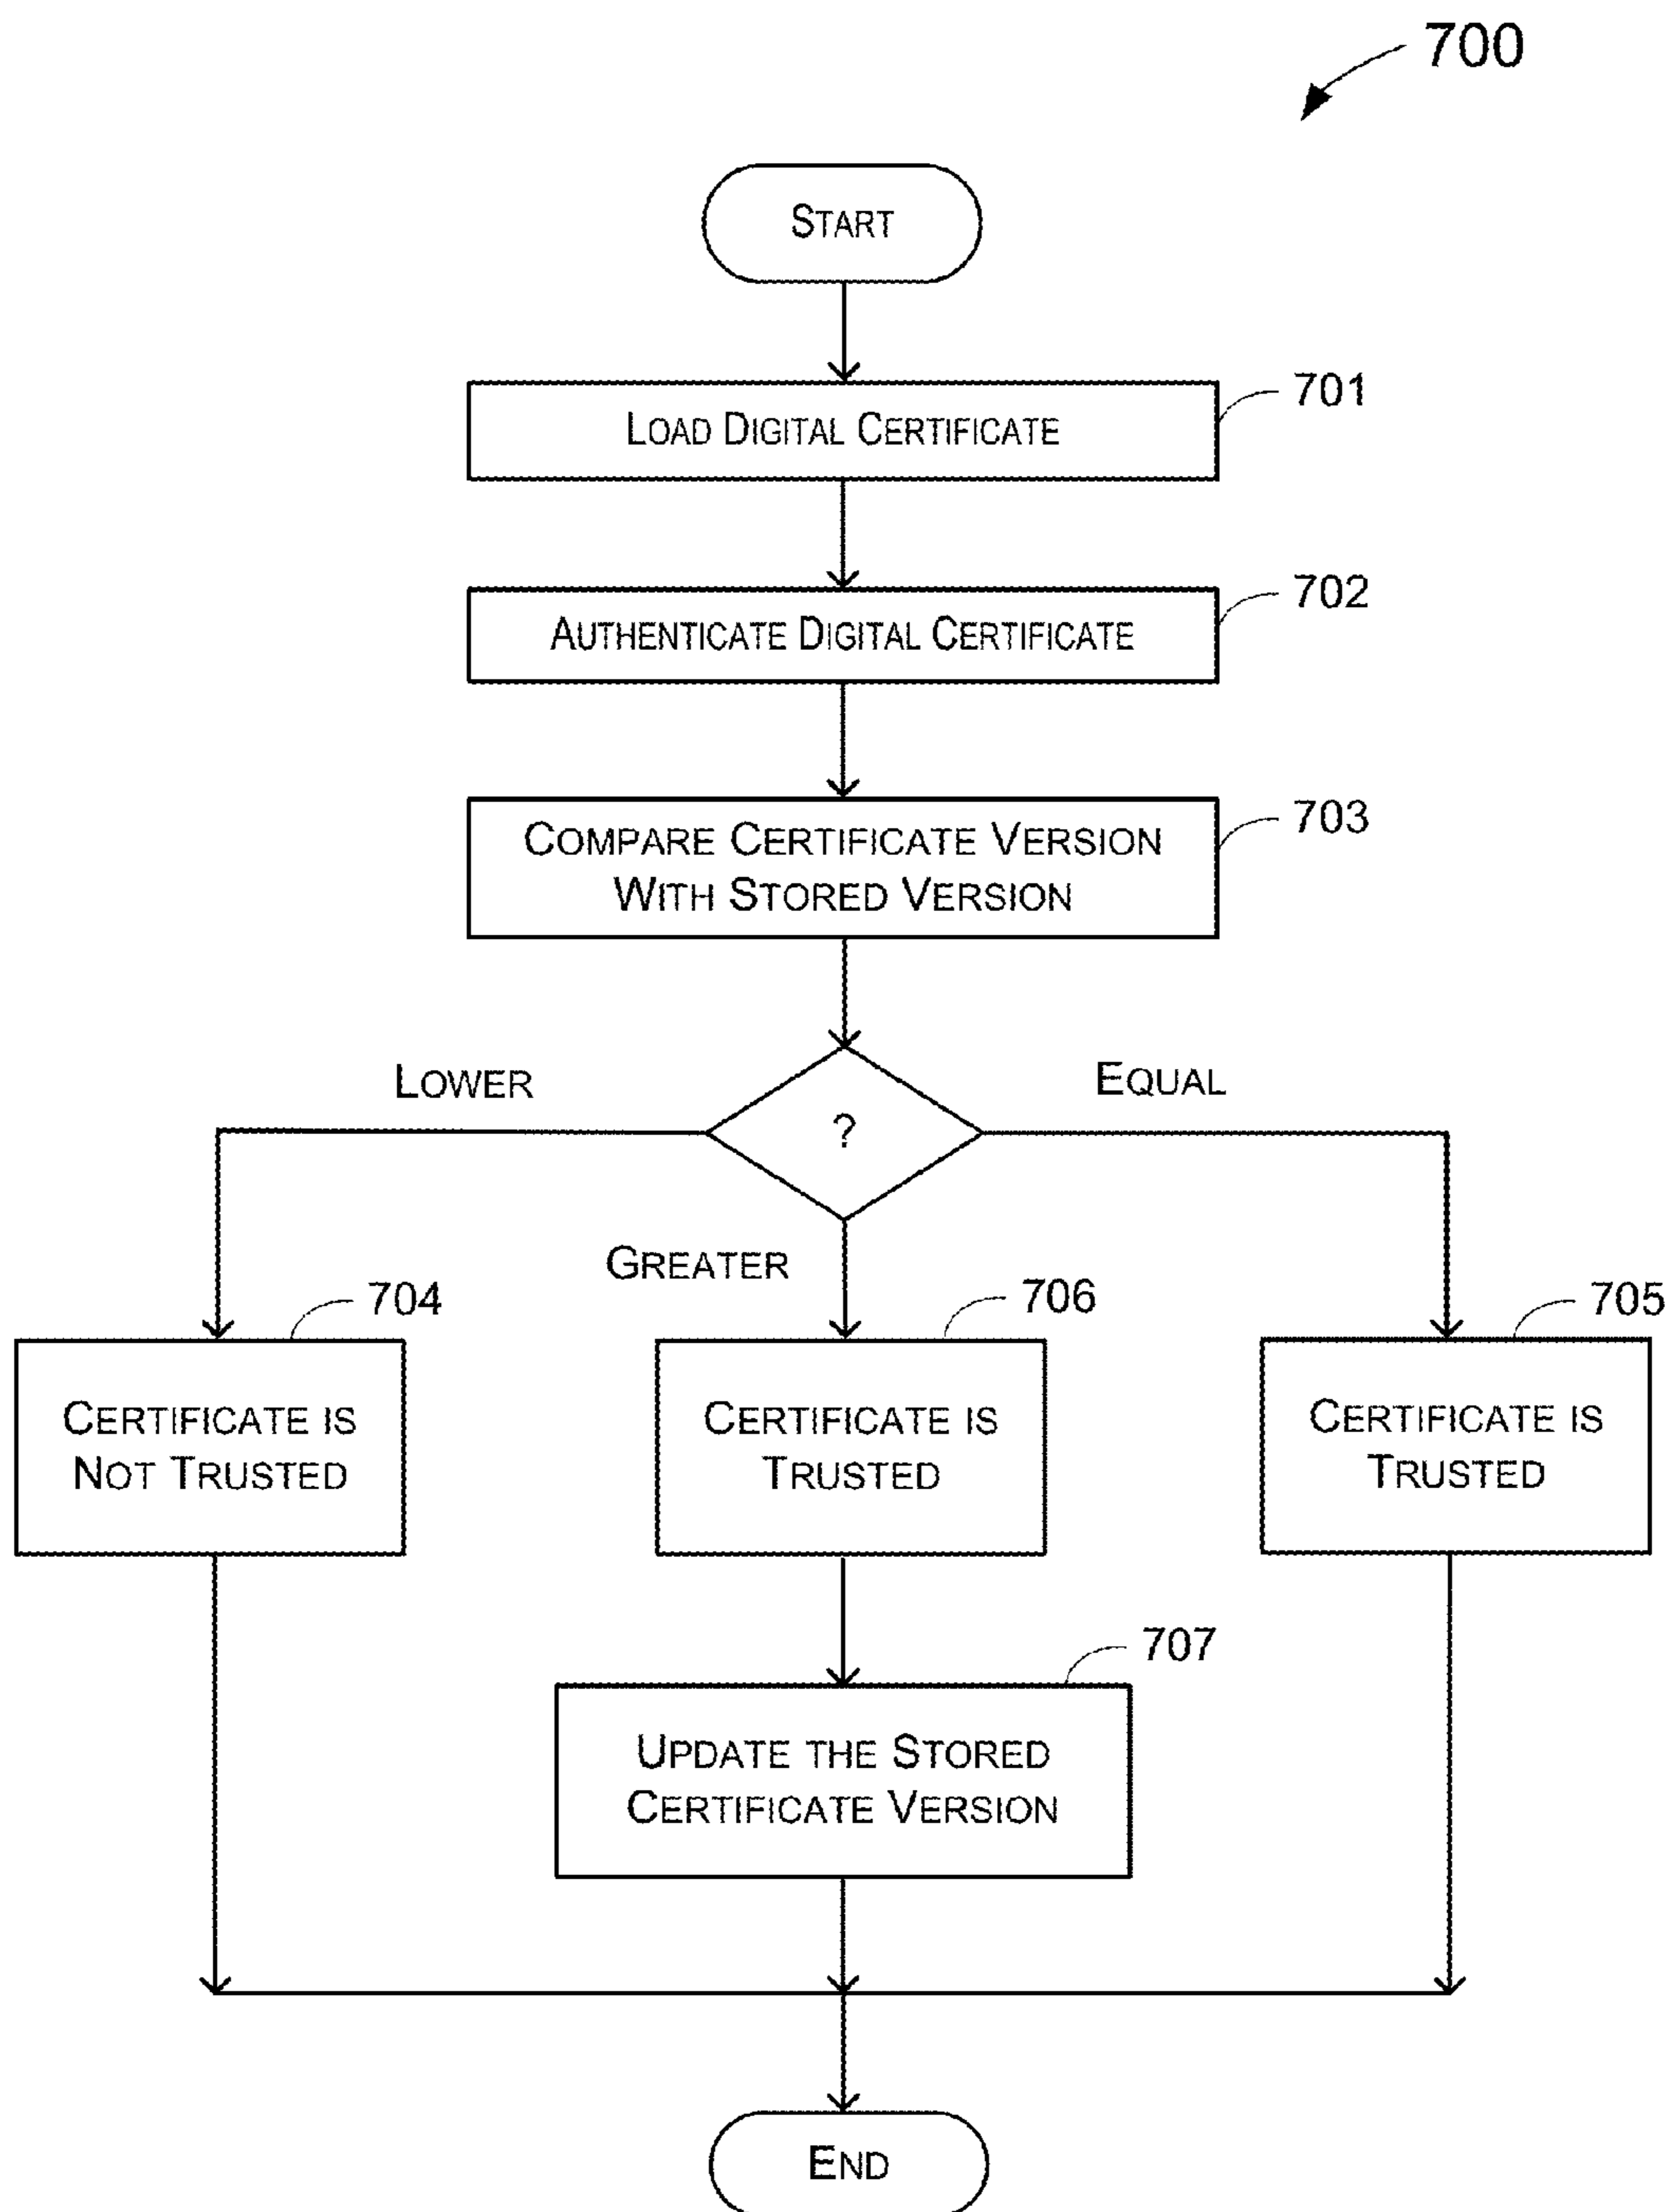 700
START
LOAD DIGITAL CERTIFICATE
701
AUTHENTICATE DIGITAL CERTIFICATE
702
COMPARE CERTIFICATE VERSION
WITH STORED VERSION
703
LOWER
?
EQUAL
GREATER
704
CERTIFICATE IS
NOT TRUSTED
706
CERTIFICATE IS
TRUSTED
705
CERTIFICATE IS
TRUSTED
707
UPDATE THE STORED
CERTIFICATE VERSION
END